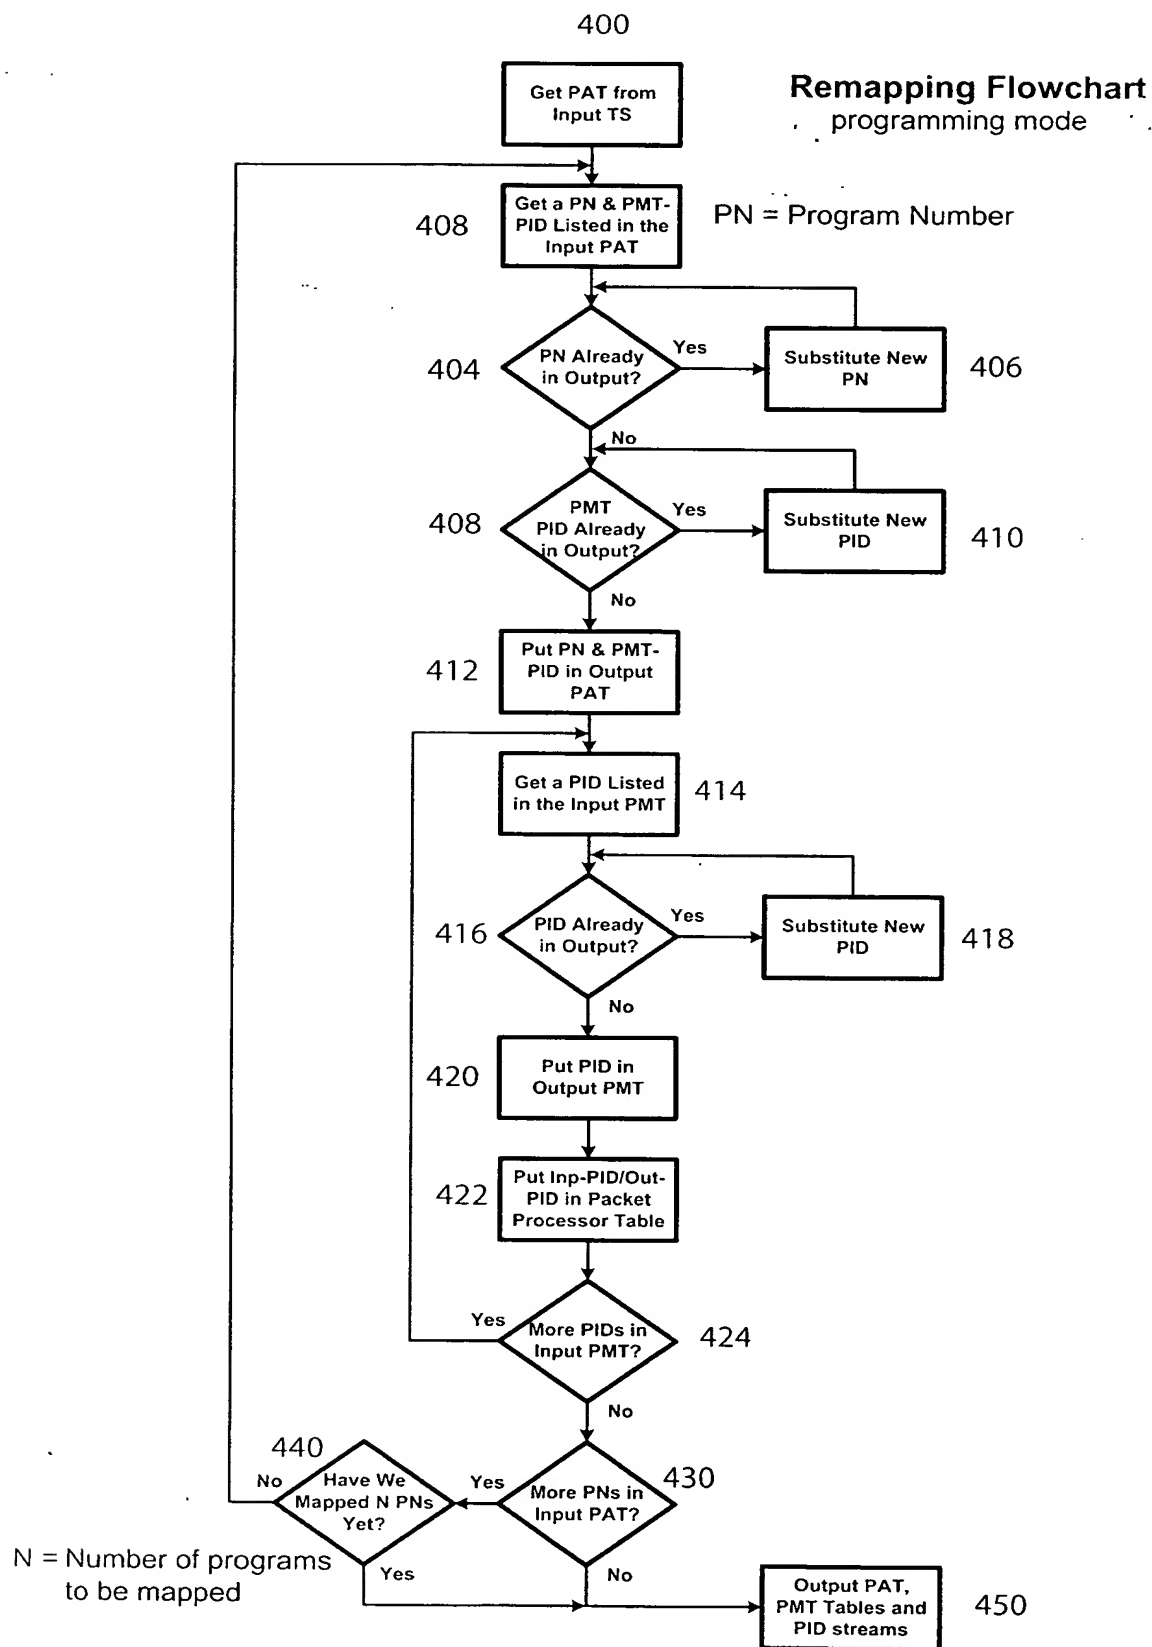 400
Get PAT from
Input TS
Remapping Flowchart
programming mode
408
Get a PN & PMT-
PID Listed in the
Input PAT
PN = Program Number
404
PN Already
in Output?
Yes
Substitute New
PN
406
No
408
PMT
PID Already
in Output?
Yes
Substitute New
PID
410
No
412
Put PN & PMT-
PID in Output
PAT
Get a PID Listed
in the Input PMT
414
416
PID Already
in Output?
Yes
Substitute New
PID
418
No
420
Put PID in
Output PMT
422
Put Inp-PID/Out-
PID in Packet
Processor Table
Yes
More PIDs in
Input PMT?
424
No
440
No
Have We
Mapped N PNs
Yet?
Yes
More PNs in
Input PAT?
430
N = Number of programs
to be mapped
Yes
No
Output PAT,
PMT Tables and
PID streams
450